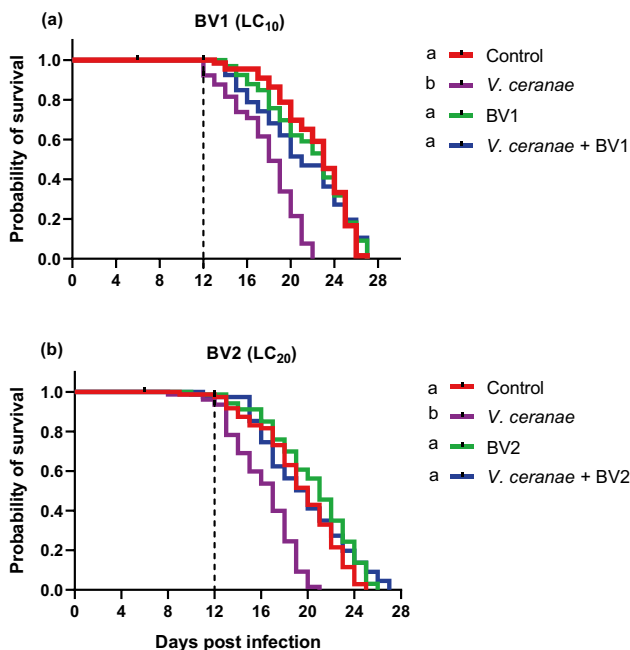 (a)
BV1 (LC10)
Probability of survival
1.0
0.8
0.6
0.4
0.2
0.0
0 4 8 12 16 20 24 28
a Control
b V. ceranae
a BV1
a V. ceranae + BV1
(b)
BV2 (LC20)
Probability of survival
1.0
0.8
0.6
0.4
0.2
0.0
0 4 8 12 16 20 24 28
Days post infection
a Control
b V. ceranae
a BV2
a V. ceranae + BV2